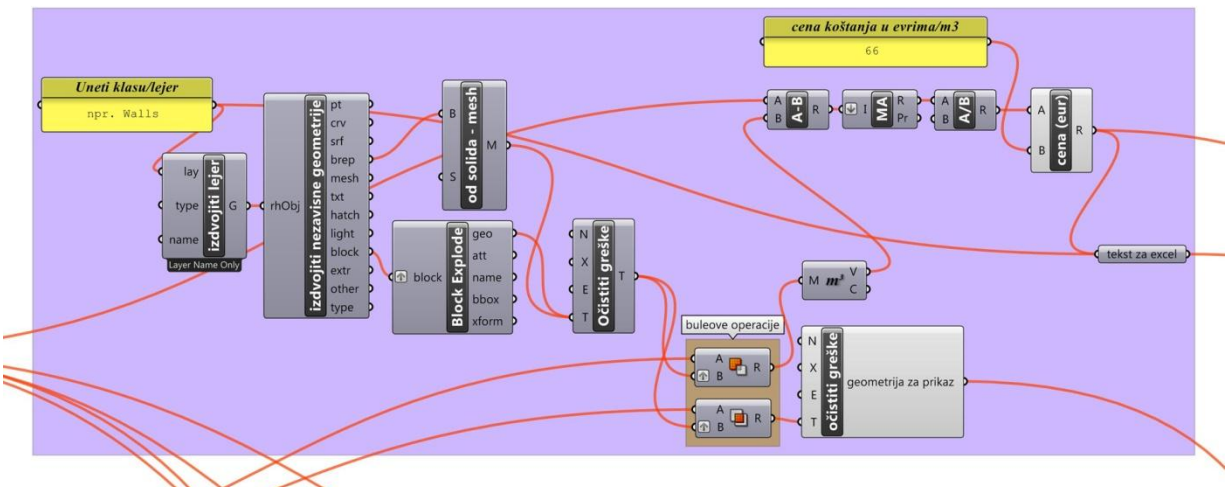 Uneti klasu/lejer
npr. Walls
lay
type
name
izdvojiti lejer
G
Layer Name Only
rhObj
izdvojiti nezavisne geometrije
pt
crv
srf
brep
mesh
txt
hatch
light
block
extr
other
type
B
S
od solida - mesh
M
block
Block Explode
geo
att
name
bbox
xform
N
X
E
T
Očistiti greške
T
buleove operacije
A
B
R
A
B
R
cena koštanja u evrima/m3
66
A
B
A-B
R
I
MA
R
Pr
A
B
A/B
R
A
B
cena (eur)
R
tekst za excel
M
m³
V
C
N
X
E
T
očistiti greške
geometrija za prikaz